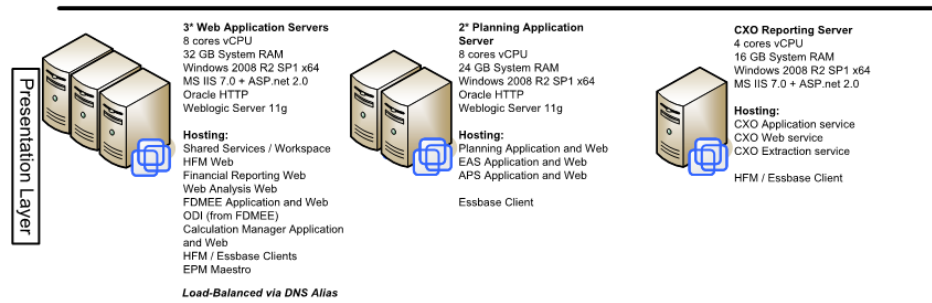 Presentation Layer
3* Web Application Servers
8 cores vCPU
32 GB System RAM
Windows 2008 R2 SP1 x64
MS IIS 7.0 + ASP.net 2.0
Oracle HTTP
Weblogic Server 11g
Hosting:
Shared Services / Workspace
HFM Web
Financial Reporting Web
Web Analysis Web
FDMEE Application and Web
ODI (from FDMEE)
Calculation Manager Application
and Web
HFM / Essbase Clients
EPM Maestro
Load-Balanced via DNS Alias
2* Planning Application
Server
8 cores vCPU
24 GB System RAM
Windows 2008 R2 SP1 x64
Oracle HTTP
Weblogic Server 11g
Hosting:
Planning Application and Web
EAS Application and Web
APS Application and Web
Essbase Client
CXO Reporting Server
4 cores vCPU
16 GB System RAM
Windows 2008 R2 SP1 x64
MS IIS 7.0 + ASP.net 2.0
Hosting:
CXO Application service
CXO Web service
CXO Extraction service
HFM / Essbase Client